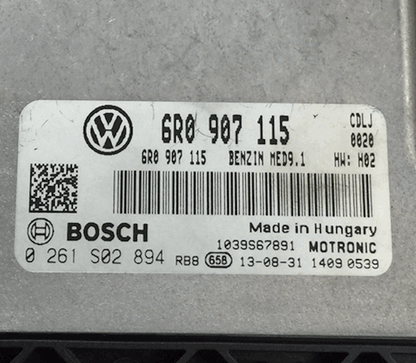 6R0 907 115 CDLJ
0020
6R0 907 115 BENZIN MED9.1 HW: H02
BOSCH Made in Hungary
1039S67891 MOTRONIC
0 261 S02 894 RB8 658 13-08-31 1409 0539